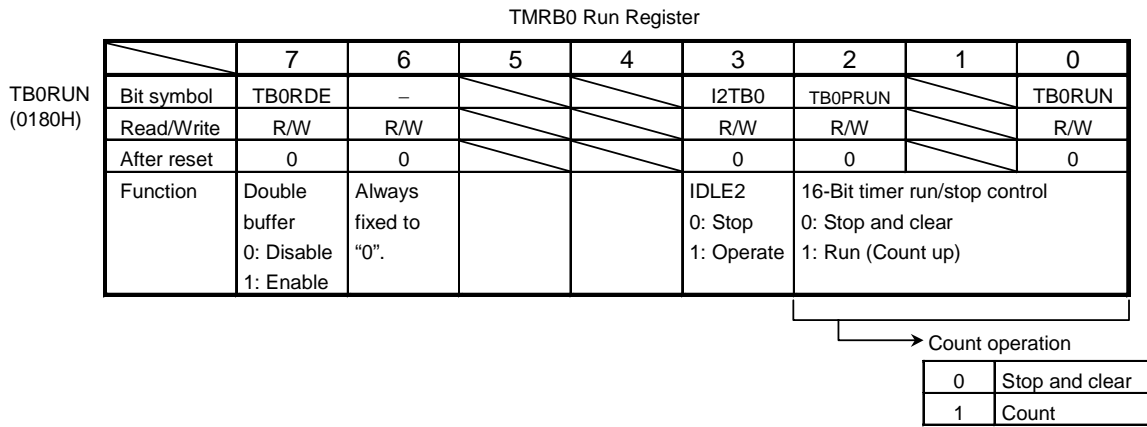 TMRB0 Run Register
7 6 5 4 3 2 1 0
TB0RUN
(0180H)
Bit symbol TB0RDE − I2TB0 TB0PRUN TB0RUN
Read/Write R/W R/W R/W R/W R/W
After reset 0 0 0 0 0
Function Double Always IDLE2 16-Bit timer run/stop control
buffer fixed to 0: Stop 0: Stop and clear
0: Disable “0”. 1: Operate 1: Run (Count up)
1: Enable
Count operation
0 Stop and clear
1 Count